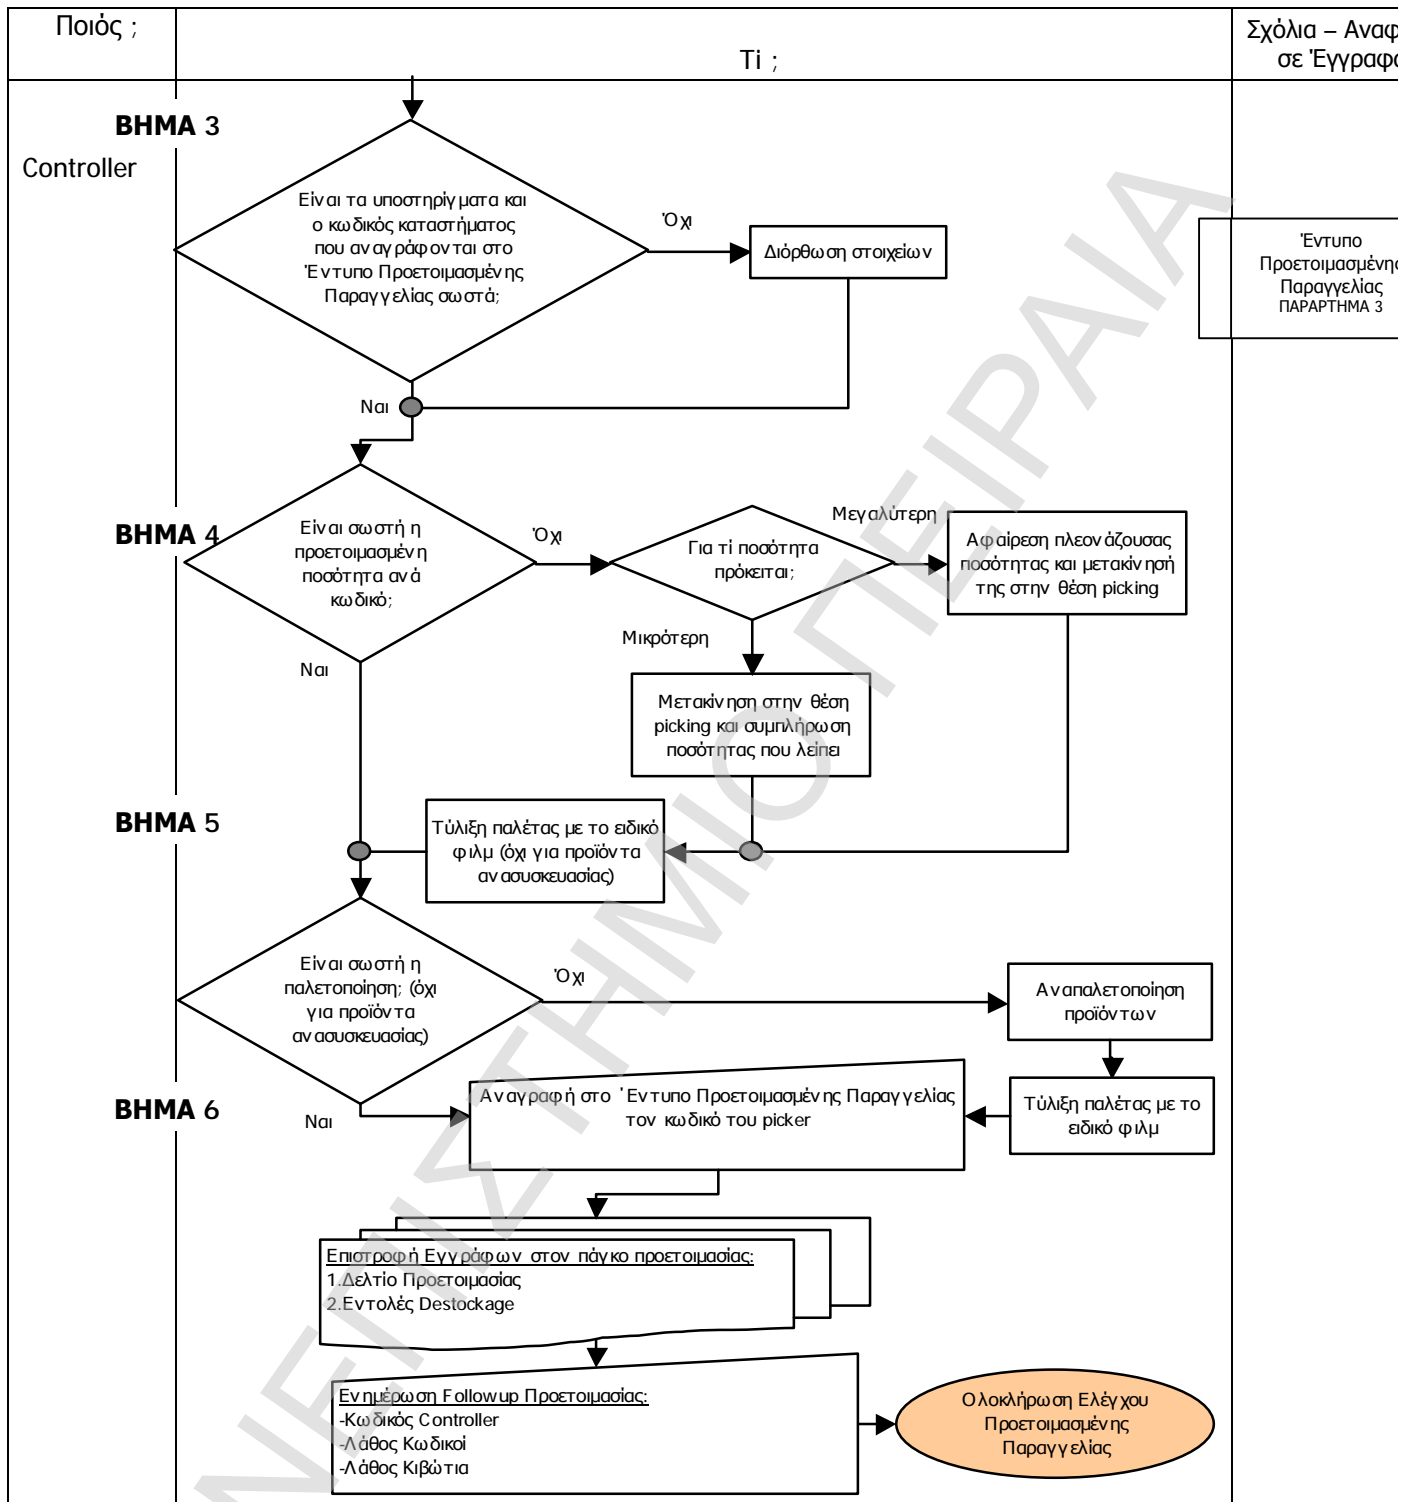 Ποιός ;
Τi ;
Σχόλια – Αναφ
σε Έγγραφα
ΒΗΜΑ 3
Controller
Είναι τα υποστηρίγματα και
ο κωδικός καταστήματος
που αναγράφονται στο
Έντυπο Προετοιμασμένης
Παραγγελίας σωστά;
Όχι
Διόρθωση στοιχείων
Έντυπο
Προετοιμασμένης
Παραγγελίας
ΠΑΡΑΡΤΗΜΑ 3
Ναι
ΒΗΜΑ 4
Είναι σωστή η
προετοιμασμένη
ποσότητα ανά
κωδικό;
Όχι
Για τί ποσότητα
πρόκειται;
Μεγαλύτερη
Αφαίρεση πλεονάζουσας
ποσότητας και μετακίνησή
της στην θέση picking
Μικρότερη
Ναι
Μετακίνηση στην θέση
picking και συμπλήρωση
ποσότητας που λείπει
ΒΗΜΑ 5
Τύλιξη παλέτας με το ειδικό
φιλμ (όχι για προϊόντα
ανασυσκευασίας)
Είναι σωστή η
παλετοποίηση; (όχι
για προϊόντα
ανασυσκευασίας)
Όχι
Αναπαλετοποίηση
προϊόντων
ΒΗΜΑ 6
Ναι
Αναγραφή στο Έντυπο Προετοιμασμένης Παραγγελίας
τον κωδικό του picker
Τύλιξη παλέτας με το
ειδικό φιλμ
Επιστροφή Εγγράφων στον πάγκο προετοιμασίας:
1.Δελτίο Προετοιμασίας
2.Εντολές Destockage
Ενημέρωση Followup Προετοιμασίας:
-Κωδικός Controller
-Λάθος Κωδικοί
-Λάθος Κιβώτια
Ολοκλήρωση Ελέγχου
Προετοιμασμένης
Παραγγελίας
ΝΕΠΙΣΤΗΜΙΟ ΠΕΙΡΑΙΑ